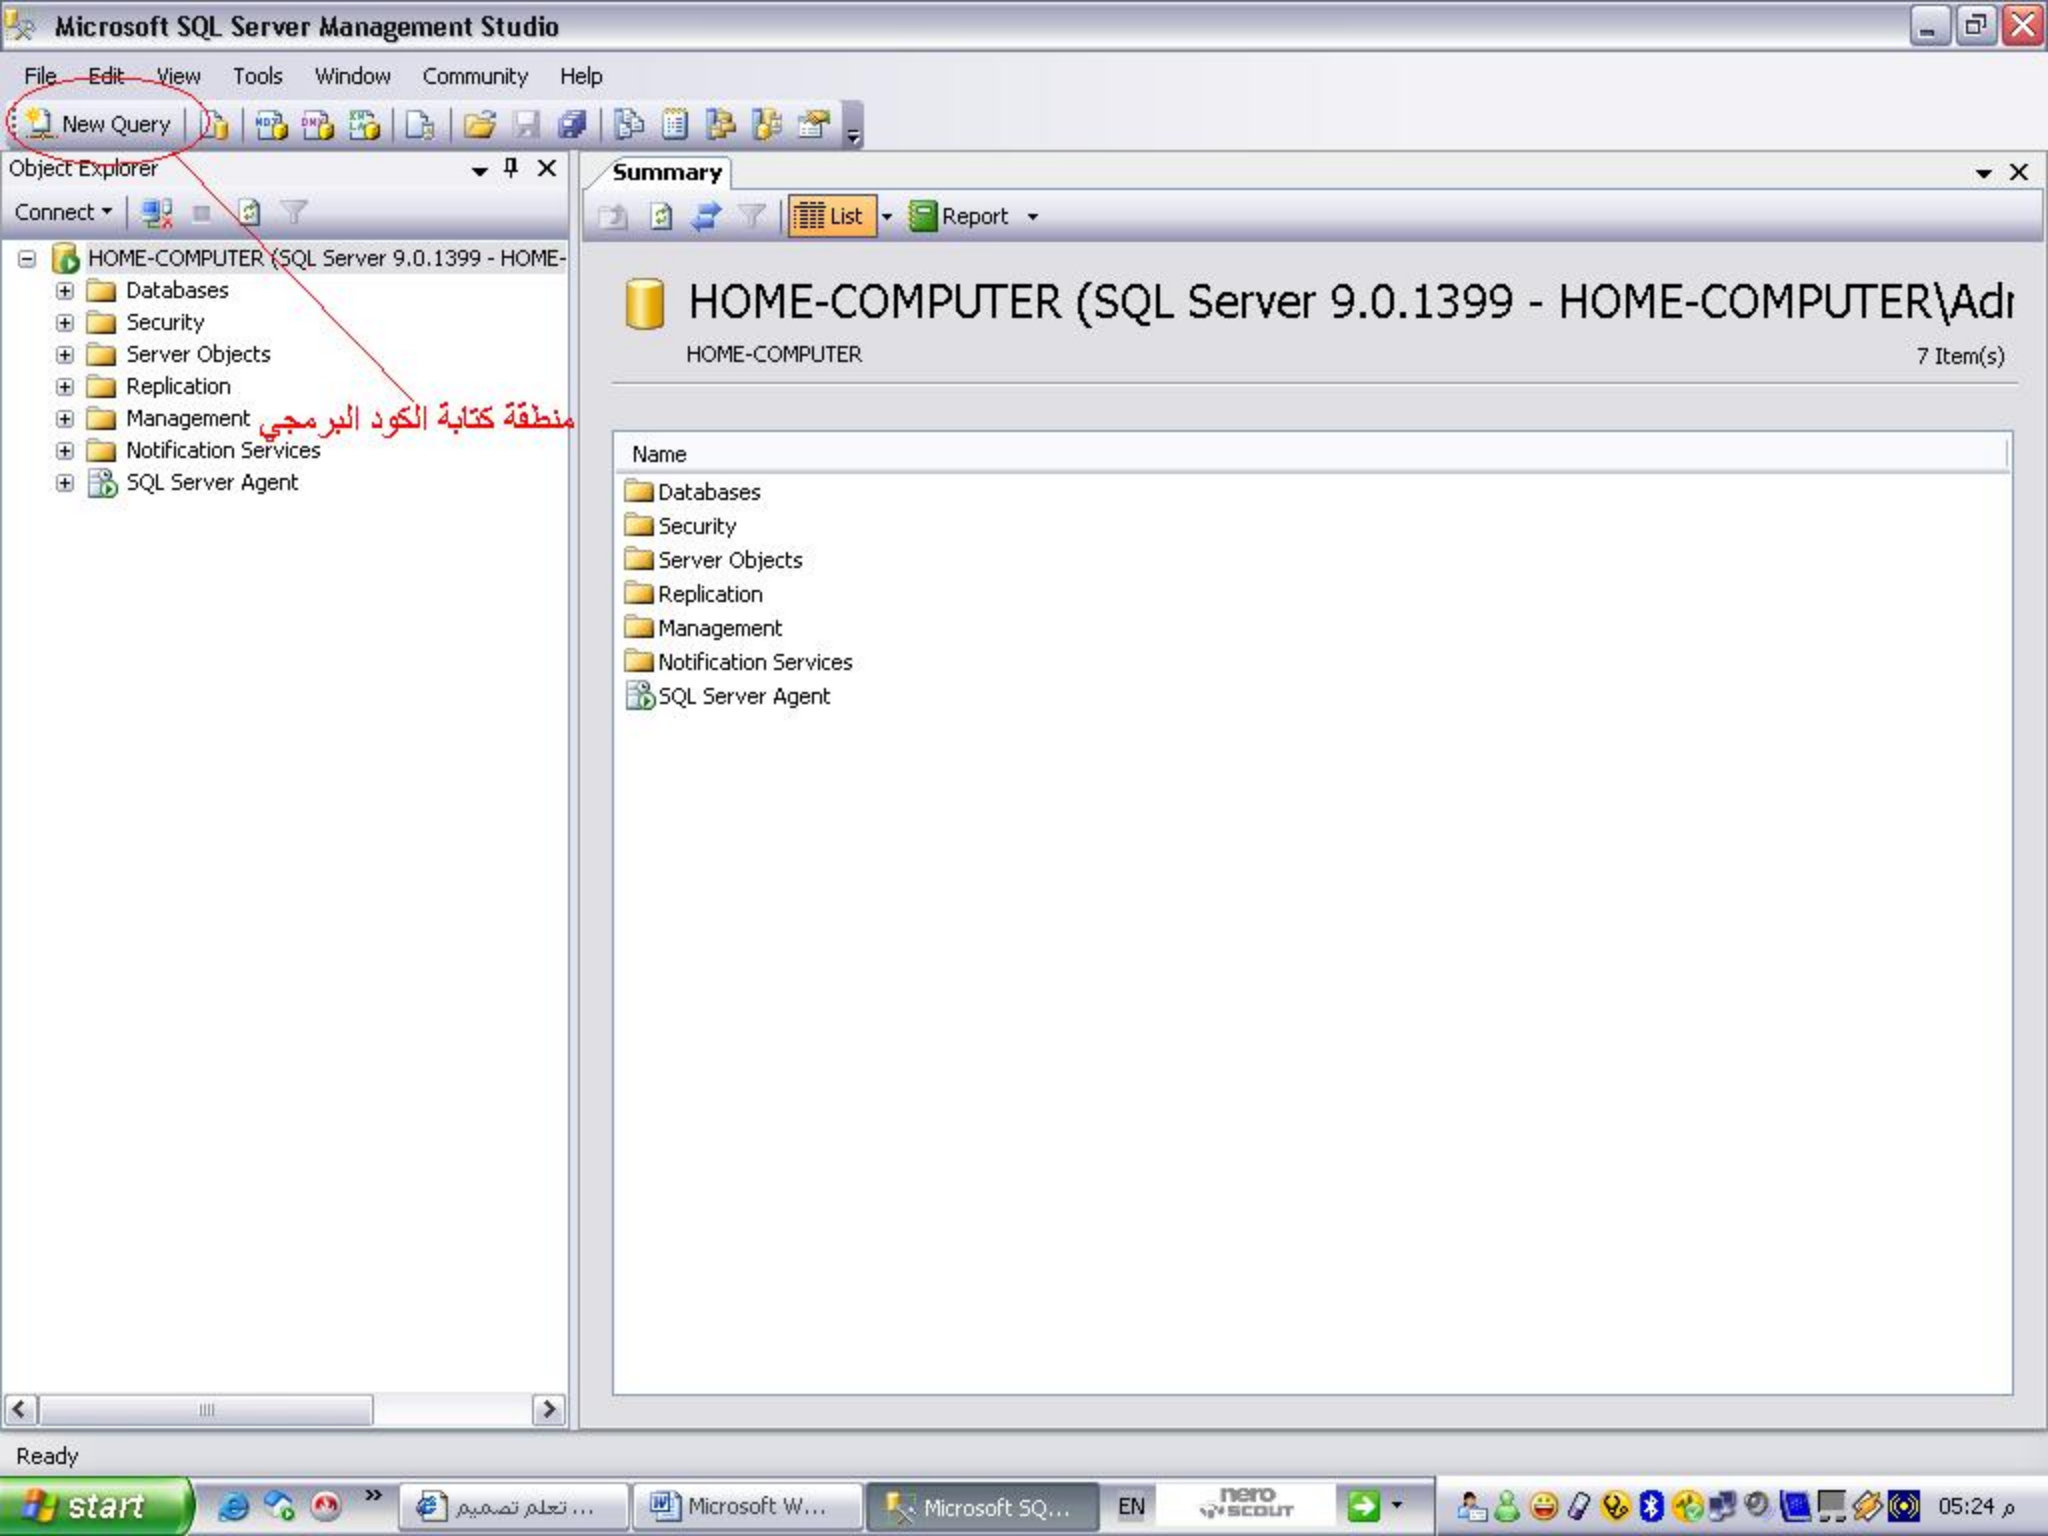 Microsoft SQL Server Management Studio
File Edit View Tools Window Community Help
New Query
Object Explorer
Connect
HOME-COMPUTER (SQL Server 9.0.1399 - HOME-
Databases
Security
Server Objects
Replication
Management
منطقة كتابة الكود البرمجي
Notification Services
SQL Server Agent
Summary
List Report
HOME-COMPUTER (SQL Server 9.0.1399 - HOME-COMPUTER\Adr
HOME-COMPUTER
7 Item(s)
Name
Databases
Security
Server Objects
Replication
Management
Notification Services
SQL Server Agent
Ready
start
تعلم تصميم ...
Microsoft W...
Microsoft SQ...
EN
nero
SCOUT
05:24 م